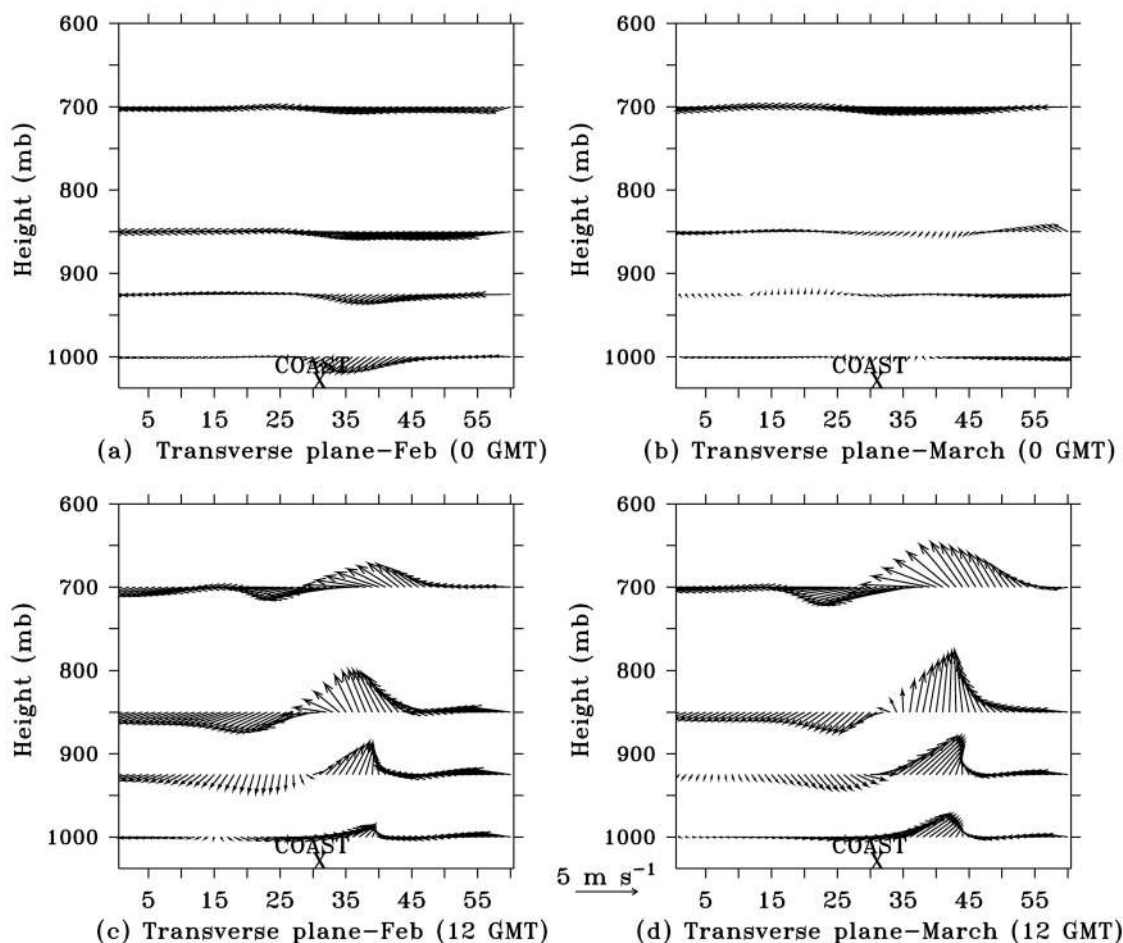 600
700
800
900
1000
Height (mb)
COAST
X
5 15 25 35 45 55
(a) Transverse plane−Feb (0 GMT)
600
700
800
900
1000
Height (mb)
COAST
X
5 15 25 35 45 55
(b) Transverse plane−March (0 GMT)
600
700
800
900
1000
Height (mb)
COAST
X
5 15 25 35 45 55
(c) Transverse plane−Feb (12 GMT)
5 m s⁻¹
600
700
800
900
1000
Height (mb)
COAST
X
5 15 25 35 45 55
(d) Transverse plane−March (12 GMT)